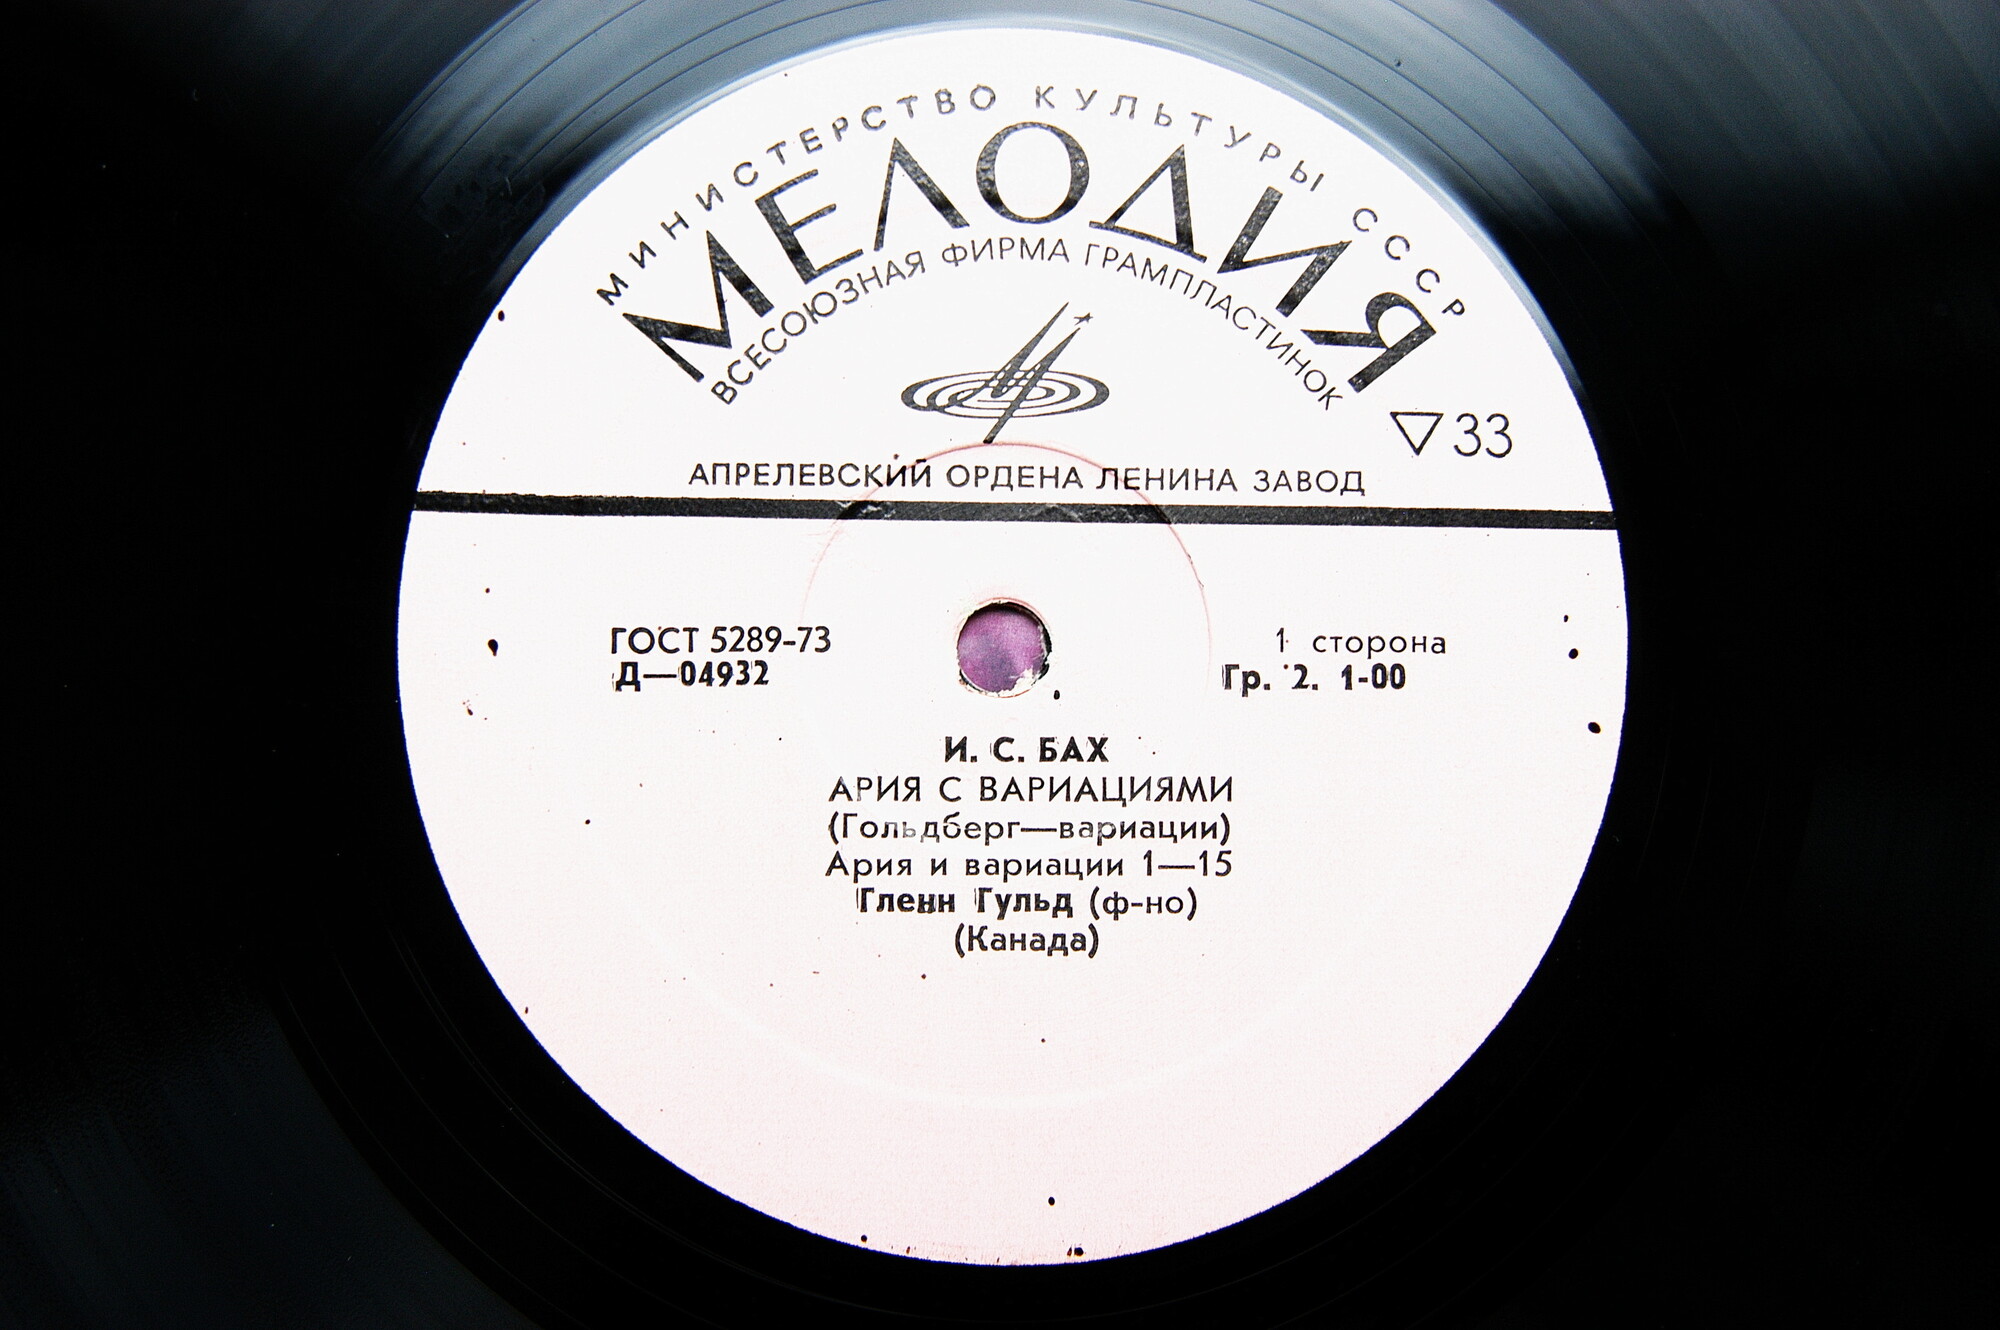 МИНИСТЕРСТВО КУЛЬТУРЫ СССР
МЕЛОДИЯ
ВСЕСОЮЗНАЯ ФИРМА ГРАМПЛАСТИНОК
▽33
АПРЕЛЕВСКИЙ ОРДЕНА ЛЕНИНА ЗАВОД
ГОСТ 5289-73
Д—04932
1 сторона
Гр. 2. 1-00
И. С. БАХ
АРИЯ С ВАРИАЦИЯМИ
(Гольдберг—вариации)
Ария и вариации 1—15
Гленн Гульд (ф-но)
(Канада)